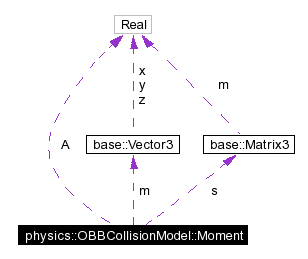 Real
x
y
z
m
A
base::Vector3
base::Matrix3
m
s
physics::OBBCollisionModel::Moment